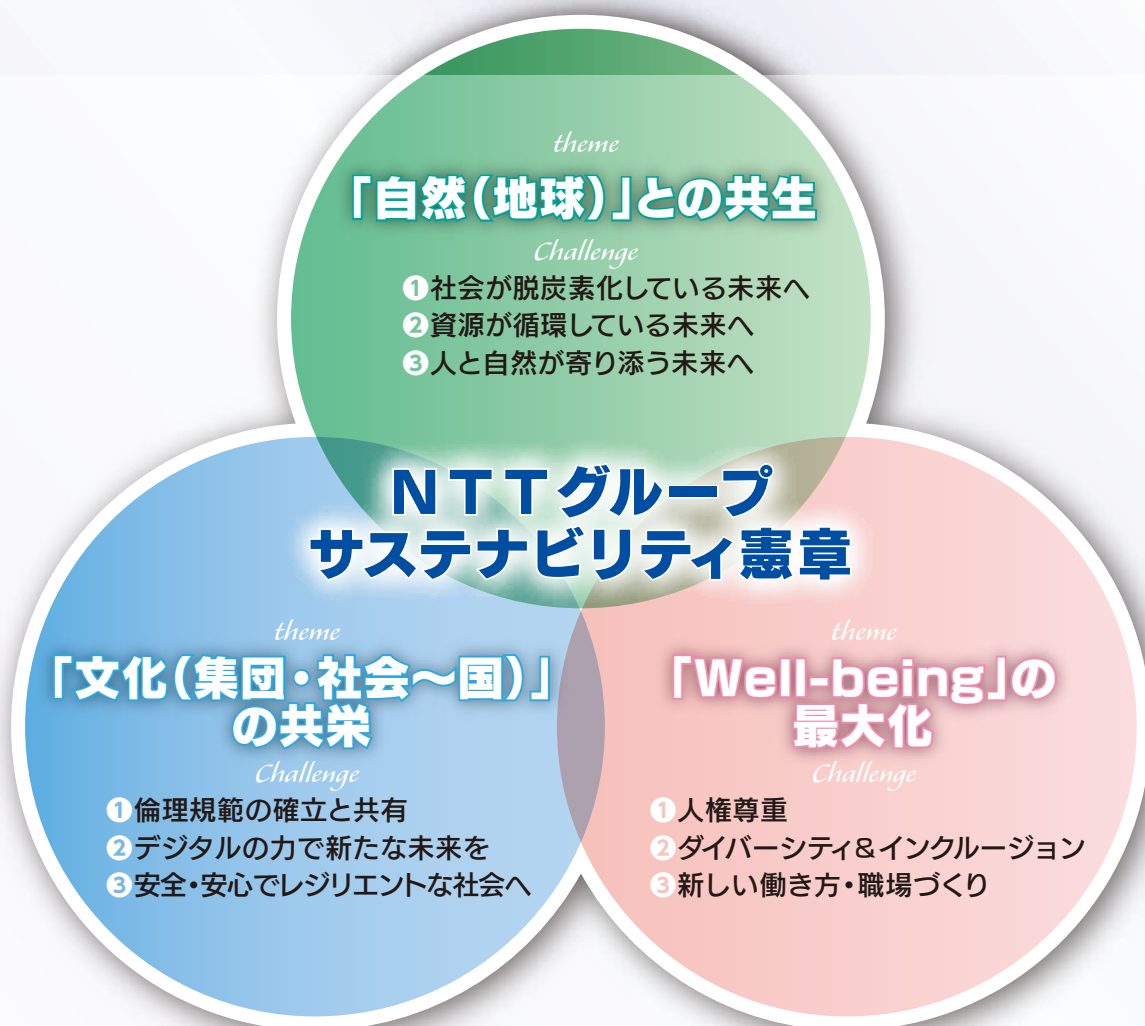 theme
「自然(地球)」との共生
Challenge
❶社会が脱炭素化している未来へ
❷資源が循環している未来へ
❸人と自然が寄り添う未来へ
NTTグループ
サステナビリティ憲章
theme
「文化(集団・社会～国)」
の共栄
Challenge
❶倫理規範の確立と共有
❷デジタルの力で新たな未来を
❸安全・安心でレジリエントな社会へ
theme
「Well-being」の
最大化
Challenge
❶人権尊重
❷ダイバーシティ&インクルージョン
❸新しい働き方・職場づくり